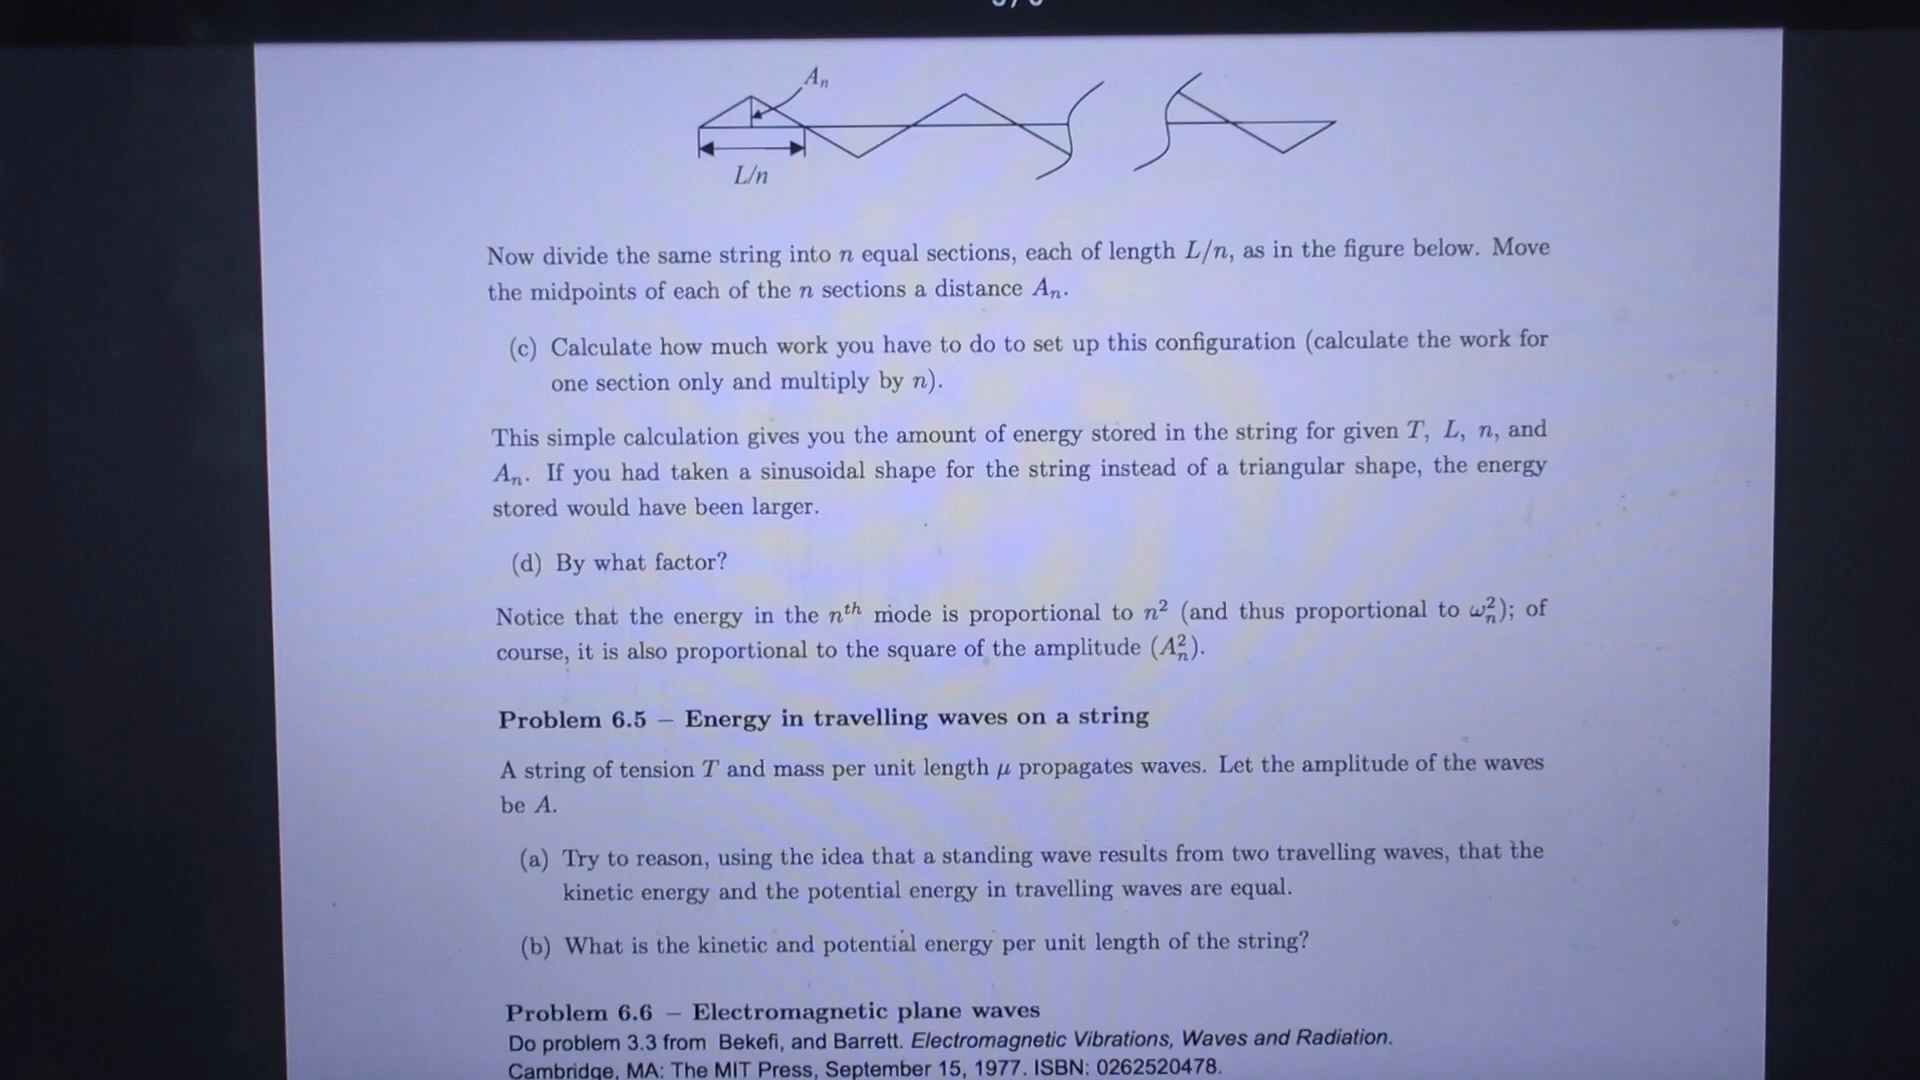 A_n
L/n
Now divide the same string into n equal sections, each of length L/n, as in the figure below. Move
the midpoints of each of the n sections a distance A_n.
(c) Calculate how much work you have to do to set up this configuration (calculate the work for
one section only and multiply by n).
This simple calculation gives you the amount of energy stored in the string for given T, L, n, and
A_n. If you had taken a sinusoidal shape for the string instead of a triangular shape, the energy
stored would have been larger.
(d) By what factor?
Notice that the energy in the n^th mode is proportional to n² (and thus proportional to ω_n²); of
course, it is also proportional to the square of the amplitude (A_n²).
Problem 6.5 – Energy in travelling waves on a string
A string of tension T and mass per unit length μ propagates waves. Let the amplitude of the waves
be A.
(a) Try to reason, using the idea that a standing wave results from two travelling waves, that the
kinetic energy and the potential energy in travelling waves are equal.
(b) What is the kinetic and potential energy per unit length of the string?
Problem 6.6 – Electromagnetic plane waves
Do problem 3.3 from Bekefi, and Barrett. Electromagnetic Vibrations, Waves and Radiation.
Cambridge, MA: The MIT Press, September 15, 1977. ISBN: 0262520478.